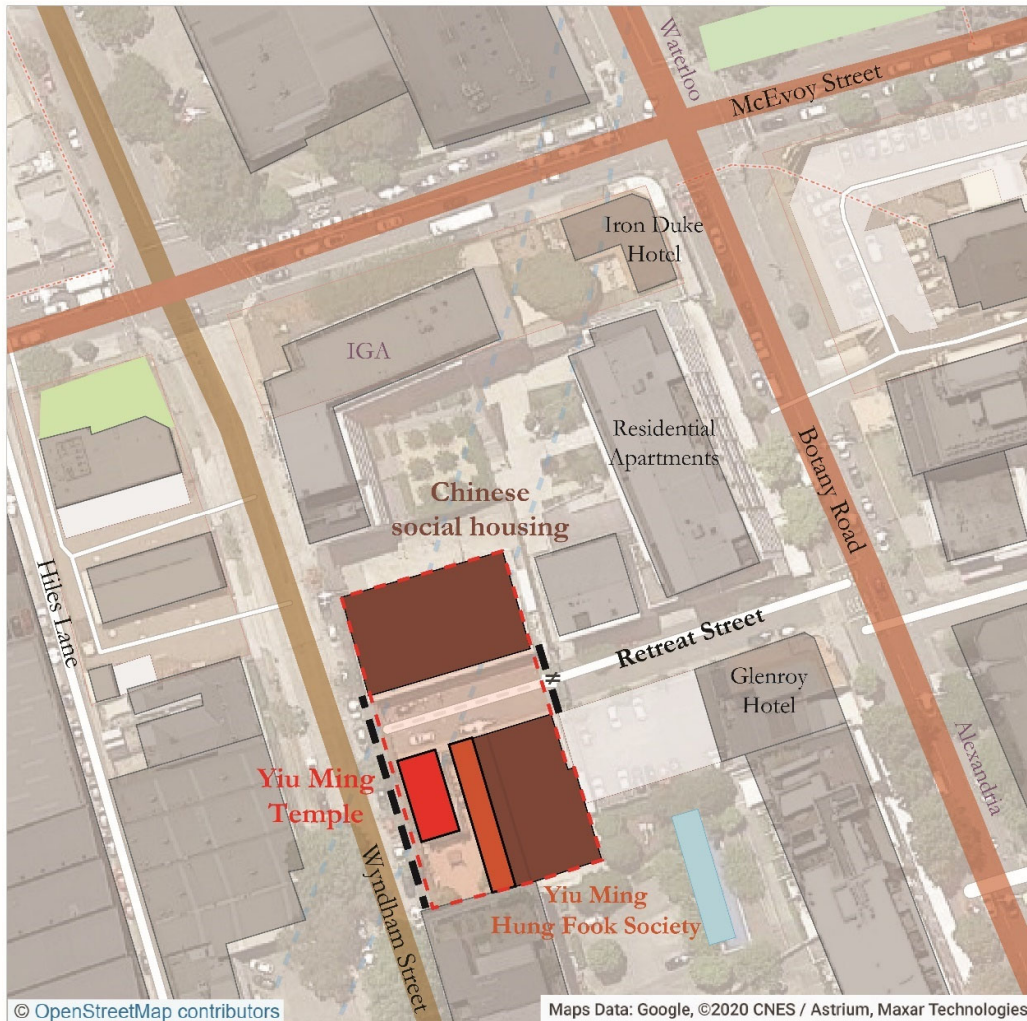 Waterloo
McEvoy Street
Iron Duke
Hotel
IGA
Residential
Apartments
Botany Road
Chinese
social housing
Hiles Lane
Retreat Street
≠
Glenroy
Hotel
Alexandria
Yiu Ming
Temple
Wyndham Street
Yiu Ming
Hung Fook Society
© OpenStreetMap contributors
Maps Data: Google, ©2020 CNES / Astrium, Maxar Technologies